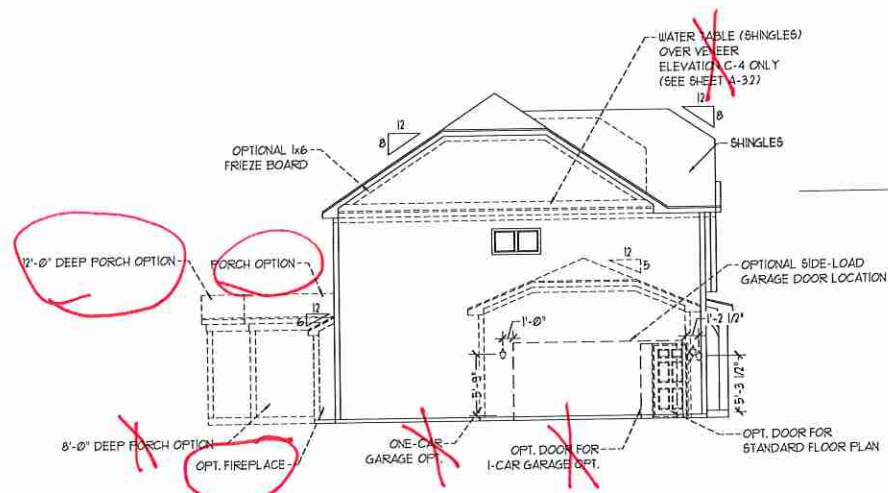 WATER TABLE (SHINGLES)
OVER VENEER
ELEVATION C-4 ONLY
(SEE SHEET A-3.2)
12
8
12
8
OPTIONAL 1x6
FRIEZE BOARD
SHINGLES
12'-0" DEEP PORCH OPTION
PORCH OPTION
12
5
OPTIONAL SIDE-LOAD
GARAGE DOOR LOCATION
12
6
1'-0"
1'-2 1/2"
5'-9"
5'-3 1/2"
8'-0" DEEP PORCH OPTION
OPT. FIREPLACE
ONE-CAR
GARAGE OPT.
OPT. DOOR FOR
1-CAR GARAGE OPT.
OPT. DOOR FOR
STANDARD FLOOR PLAN